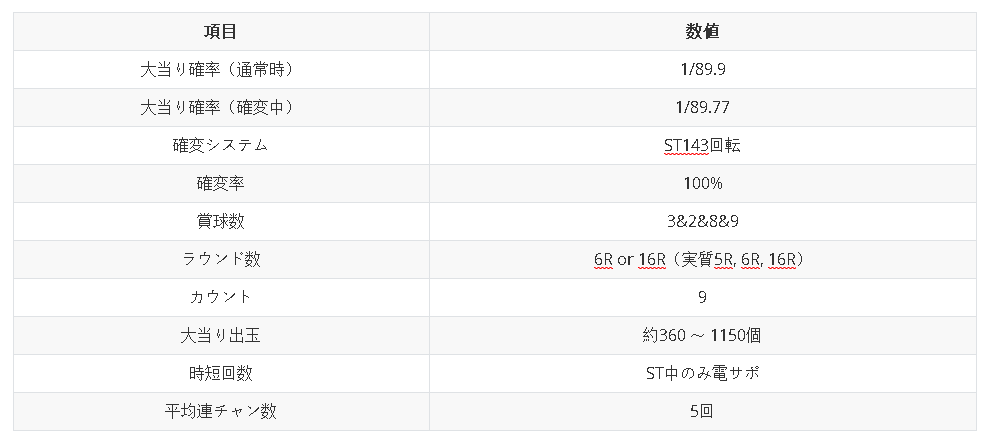 項目 数値
大当り確率（通常時） 1/89.9
大当り確率（確変中） 1/89.77
確変システム ST143回転
確変率 100%
賞球数 3&2&8&9
ラウンド数 6R or 16R（実質5R, 6R, 16R）
カウント 9
大当り出玉 約360 ～ 1150個
時短回数 ST中のみ電サポ
平均連チャン数 5回